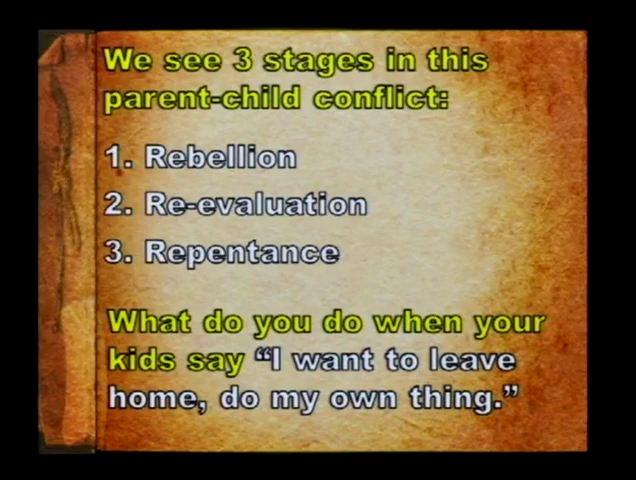 We see 3 stages in this
parent-child conflict:
1. Rebellion
2. Re-evaluation
3. Repentance
What do you do when your
kids say “I want to leave
home, do my own thing.”